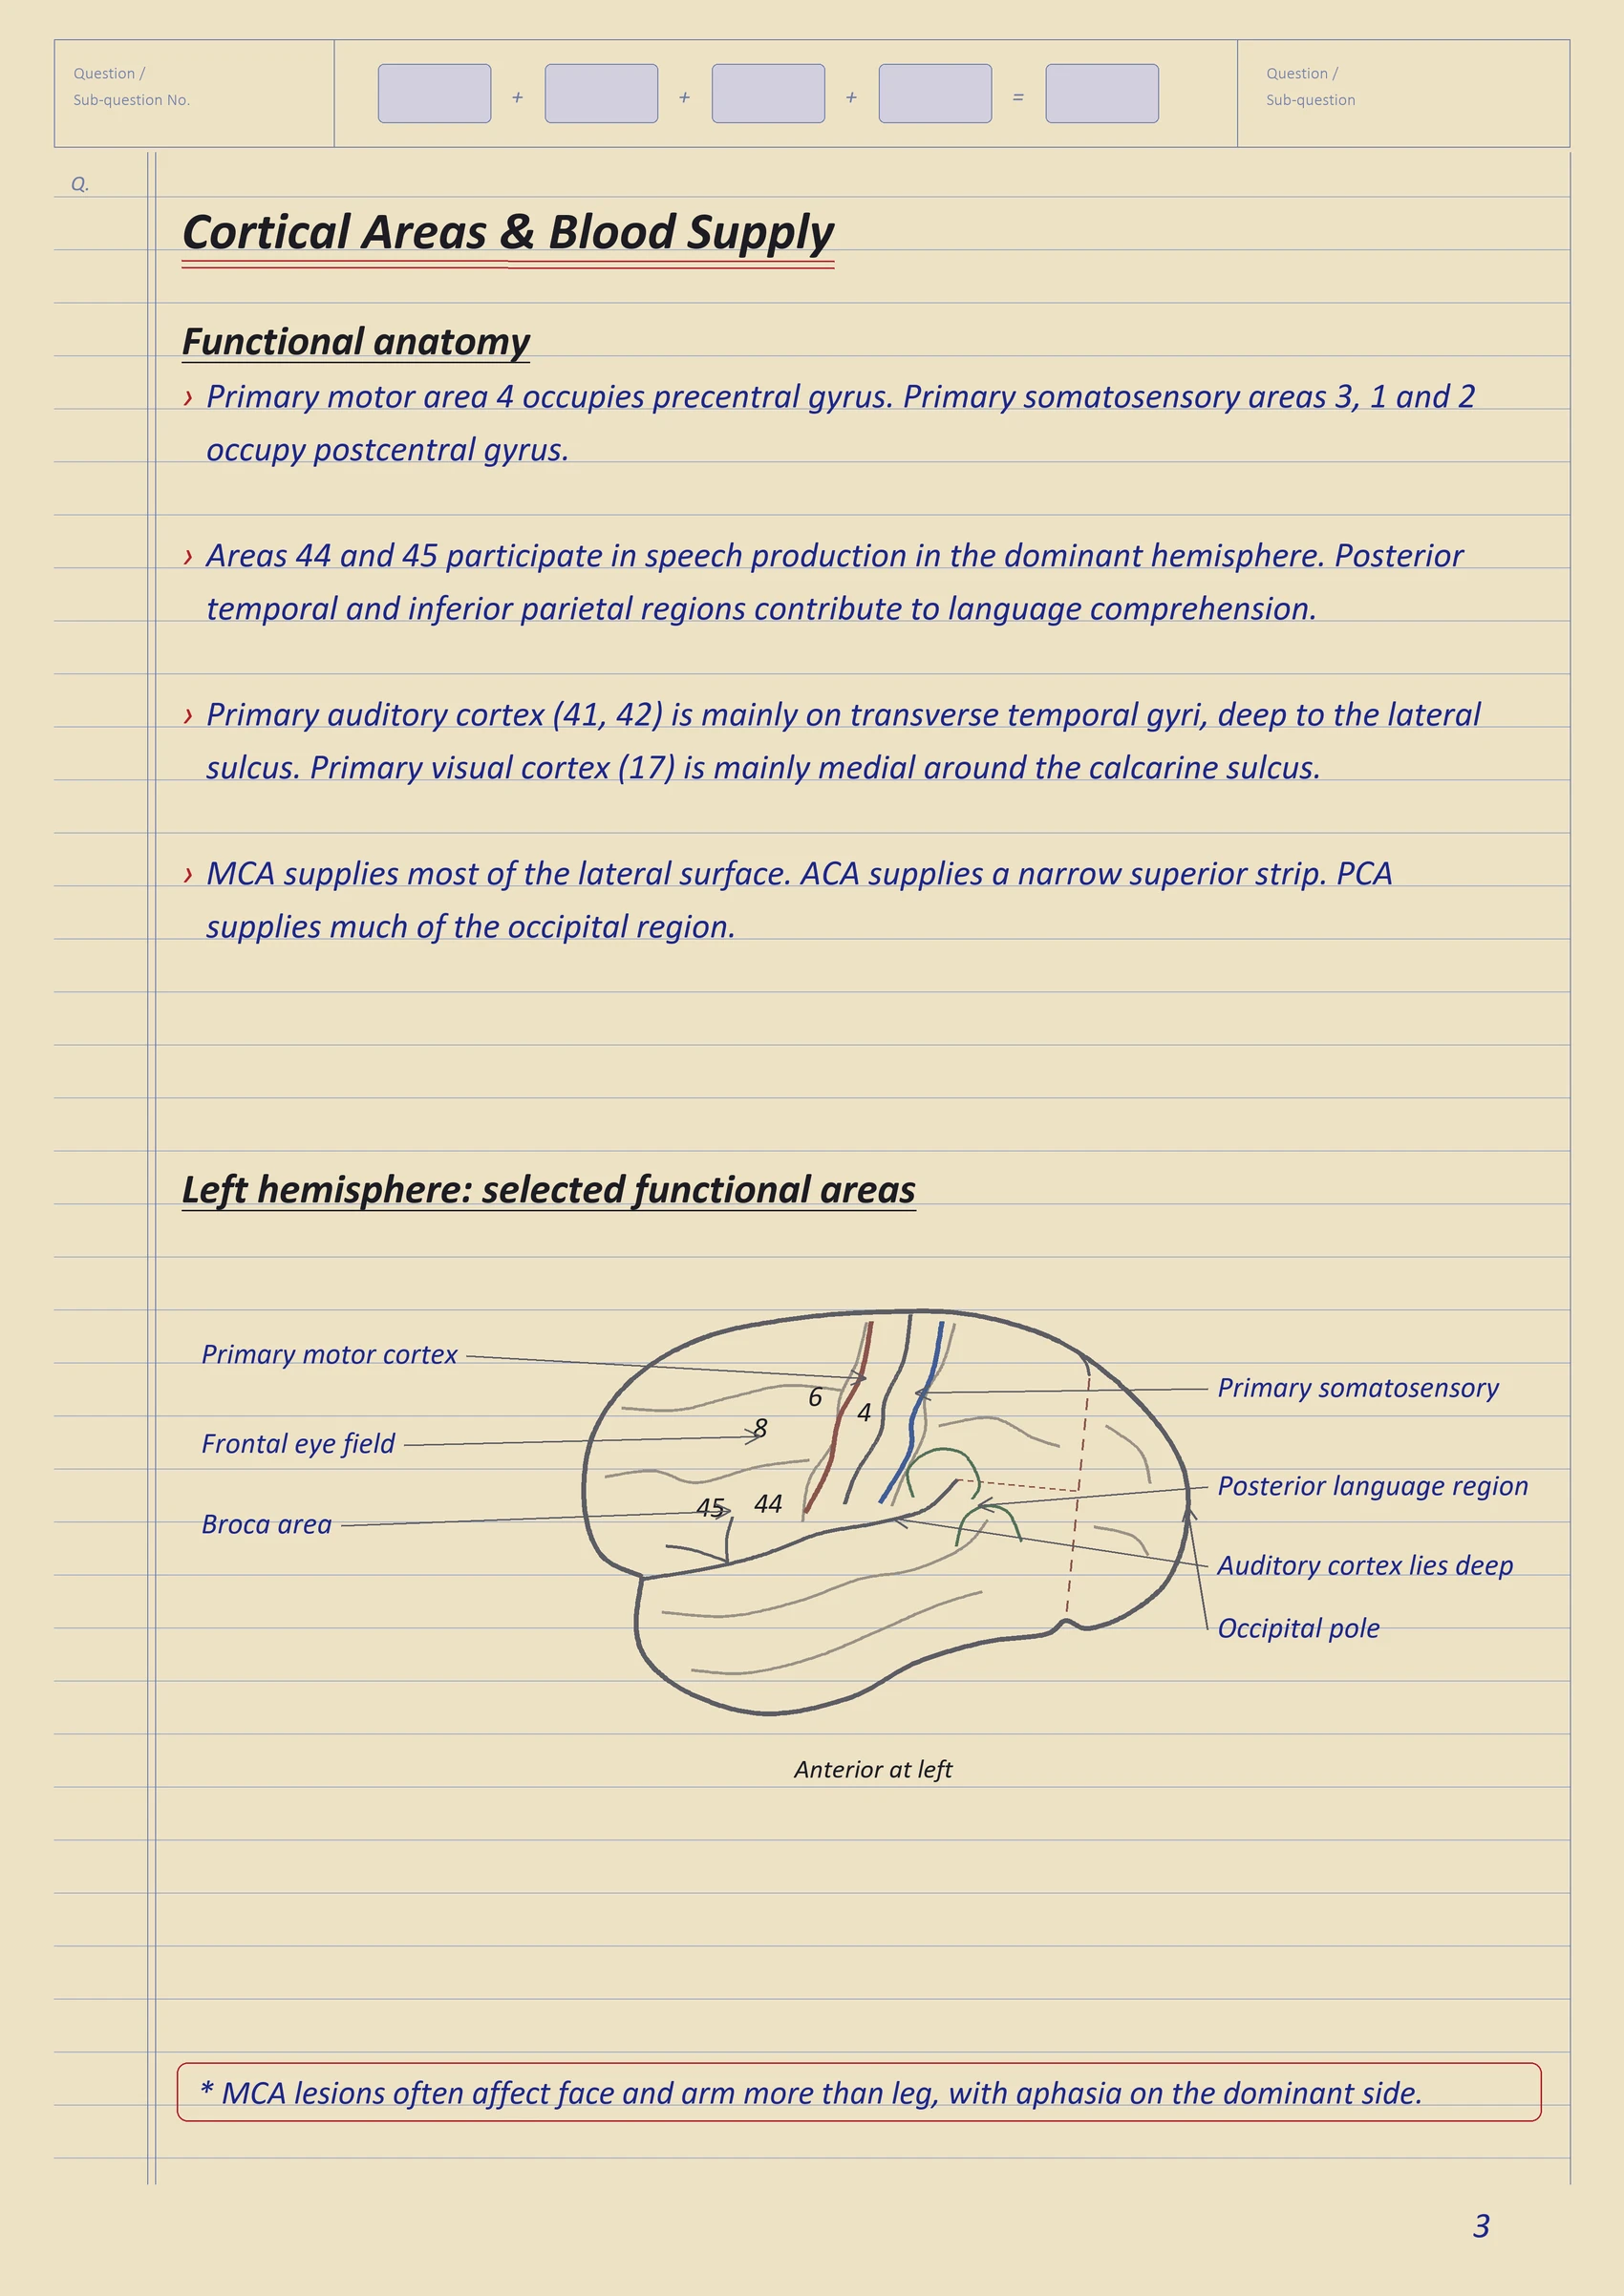 Question /
Sub-question No.
+ + + =
Question /
Sub-question
Q.
Cortical Areas & Blood Supply
Functional anatomy
› Primary motor area 4 occupies precentral gyrus. Primary somatosensory areas 3, 1 and 2
occupy postcentral gyrus.
› Areas 44 and 45 participate in speech production in the dominant hemisphere. Posterior
temporal and inferior parietal regions contribute to language comprehension.
› Primary auditory cortex (41, 42) is mainly on transverse temporal gyri, deep to the lateral
sulcus. Primary visual cortex (17) is mainly medial around the calcarine sulcus.
› MCA supplies most of the lateral surface. ACA supplies a narrow superior strip. PCA
supplies much of the occipital region.
Left hemisphere: selected functional areas
Primary motor cortex
Frontal eye field
Broca area
6
4
8
45 44
Primary somatosensory
Posterior language region
Auditory cortex lies deep
Occipital pole
Anterior at left
* MCA lesions often affect face and arm more than leg, with aphasia on the dominant side.
3